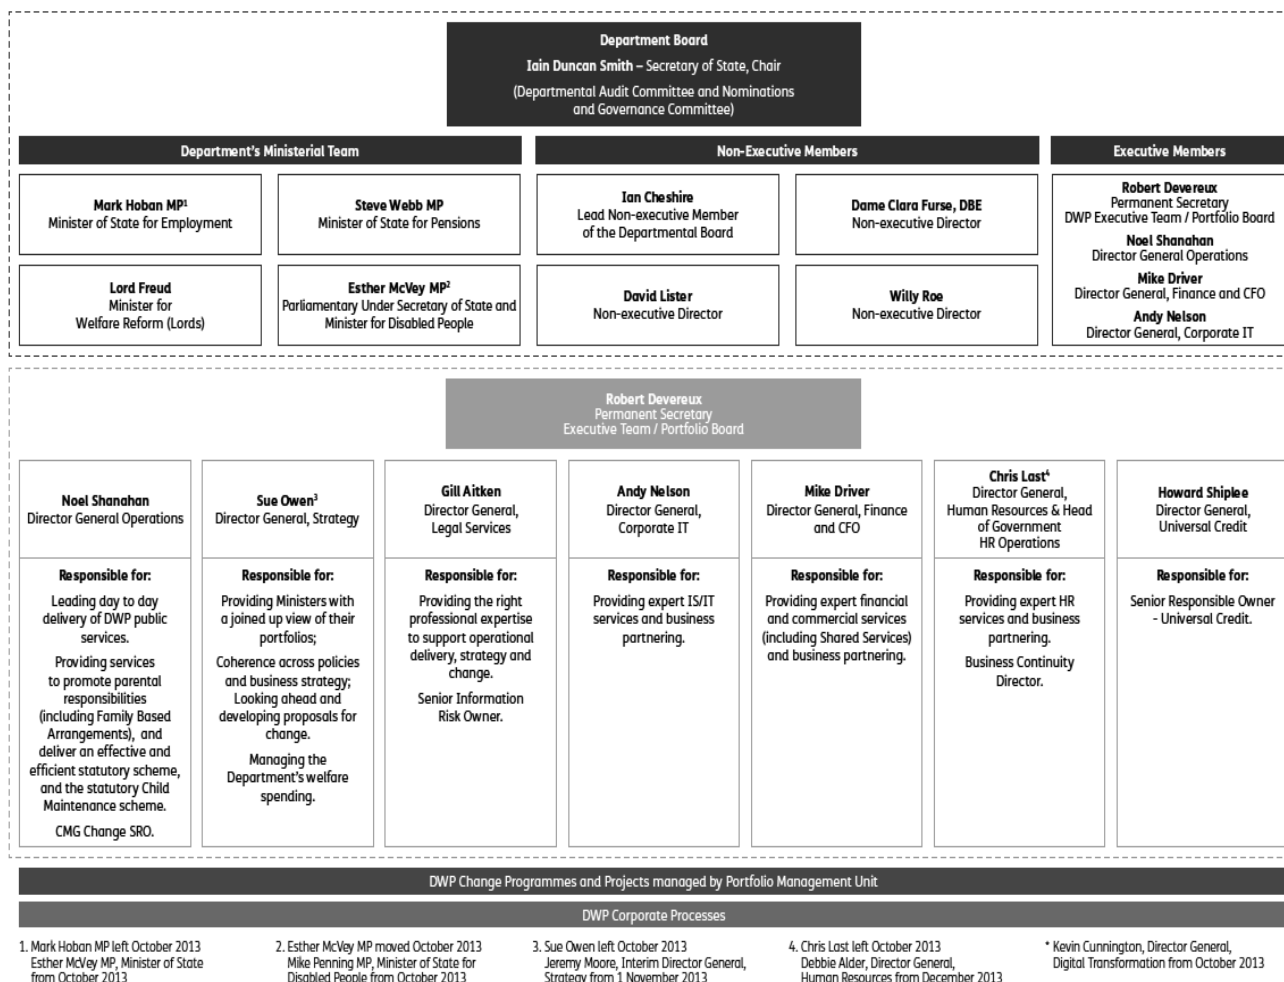 Department Board
Iain Duncan Smith – Secretary of State, Chair
(Departmental Audit Committee and Nominations
and Governance Committee)
Department's Ministerial Team
Non-Executive Members
Executive Members
Mark Hoban MP¹
Minister of State for Employment
Steve Webb MP
Minister of State for Pensions
Ian Cheshire
Lead Non-executive Member
of the Departmental Board
Dame Clara Furse, DBE
Non-executive Director
Robert Devereux
Permanent Secretary
DWP Executive Team / Portfolio Board
Noel Shanahan
Director General Operations
Mike Driver
Director General, Finance and CFO
Andy Nelson
Director General, Corporate IT
Lord Freud
Minister for
Welfare Reform (Lords)
Esther McVey MP²
Parliamentary Under Secretary of State and
Minister for Disabled People
David Lister
Non-executive Director
Willy Roe
Non-executive Director
Robert Devereux
Permanent Secretary
Executive Team / Portfolio Board
Noel Shanahan
Director General Operations
Responsible for:
Leading day to day
delivery of DWP public
services.
Providing services
to promote parental
responsibilities
(including Family Based
Arrangements), and
deliver an effective and
efficient statutory scheme,
and the statutory Child
Maintenance scheme.
CMG Change SRO.
Sue Owen³
Director General, Strategy
Responsible for:
Providing Ministers with
a joined up view of their
portfolios;
Coherence across policies
and business strategy;
Looking ahead and
developing proposals for
change.
Managing the
Department's welfare
spending.
Gill Aitken
Director General,
Legal Services
Responsible for:
Providing the right
professional expertise
to support operational
delivery, strategy and
change.
Senior Information
Risk Owner.
Andy Nelson
Director General,
Corporate IT
Responsible for:
Providing expert IS/IT
services and business
partnering.
Mike Driver
Director General, Finance
and CFO
Responsible for:
Providing expert financial
and commercial services
(including Shared Services)
and business partnering.
Chris Last⁴
Director General,
Human Resources & Head
of Government
HR Operations
Responsible for:
Providing expert HR
services and business
partnering.
Business Continuity
Director.
Howard Shiplee
Director General,
Universal Credit
Responsible for:
Senior Responsible Owner
- Universal Credit.
DWP Change Programmes and Projects managed by Portfolio Management Unit
DWP Corporate Processes
1. Mark Hoban MP left October 2013
Esther McVey MP, Minister of State
from October 2013
2. Esther McVey MP moved October 2013
Mike Penning MP, Minister of State for
Disabled People from October 2013
3. Sue Owen left October 2013
Jeremy Moore, Interim Director General,
Strategy from 1 November 2013
4. Chris Last left October 2013
Debbie Alder, Director General,
Human Resources from December 2013
* Kevin Cunnington, Director General,
Digital Transformation from October 2013